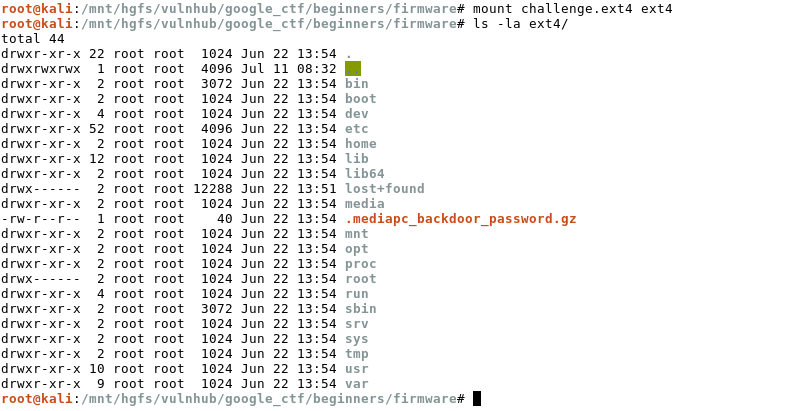 root@kali:/mnt/hgfs/vulnhub/google_ctf/beginners/firmware# mount challenge.ext4 ext4
root@kali:/mnt/hgfs/vulnhub/google_ctf/beginners/firmware# ls -la ext4/
total 44
drwxr-xr-x 22 root root  1024 Jun 22 13:54 .
drwxrwxrwx  1 root root  4096 Jul 11 08:32
drwxr-xr-x  2 root root  3072 Jun 22 13:54 bin
drwxr-xr-x  2 root root  1024 Jun 22 13:54 boot
drwxr-xr-x  4 root root  1024 Jun 22 13:54 dev
drwxr-xr-x 52 root root  4096 Jun 22 13:54 etc
drwxr-xr-x  2 root root  1024 Jun 22 13:54 home
drwxr-xr-x 12 root root  1024 Jun 22 13:54 lib
drwxr-xr-x  2 root root  1024 Jun 22 13:54 lib64
drwx------  2 root root 12288 Jun 22 13:51 lost+found
drwxr-xr-x  2 root root  1024 Jun 22 13:54 media
-rw-r--r--  1 root root    40 Jun 22 13:54 .mediapc_backdoor_password.gz
drwxr-xr-x  2 root root  1024 Jun 22 13:54 mnt
drwxr-xr-x  2 root root  1024 Jun 22 13:54 opt
drwxr-xr-x  2 root root  1024 Jun 22 13:54 proc
drwx------  2 root root  1024 Jun 22 13:54 root
drwxr-xr-x  4 root root  1024 Jun 22 13:54 run
drwxr-xr-x  2 root root  3072 Jun 22 13:54 sbin
drwxr-xr-x  2 root root  1024 Jun 22 13:54 srv
drwxr-xr-x  2 root root  1024 Jun 22 13:54 sys
drwxr-xr-x  2 root root  1024 Jun 22 13:54 tmp
drwxr-xr-x 10 root root  1024 Jun 22 13:54 usr
drwxr-xr-x  9 root root  1024 Jun 22 13:54 var
root@kali:/mnt/hgfs/vulnhub/google_ctf/beginners/firmware#